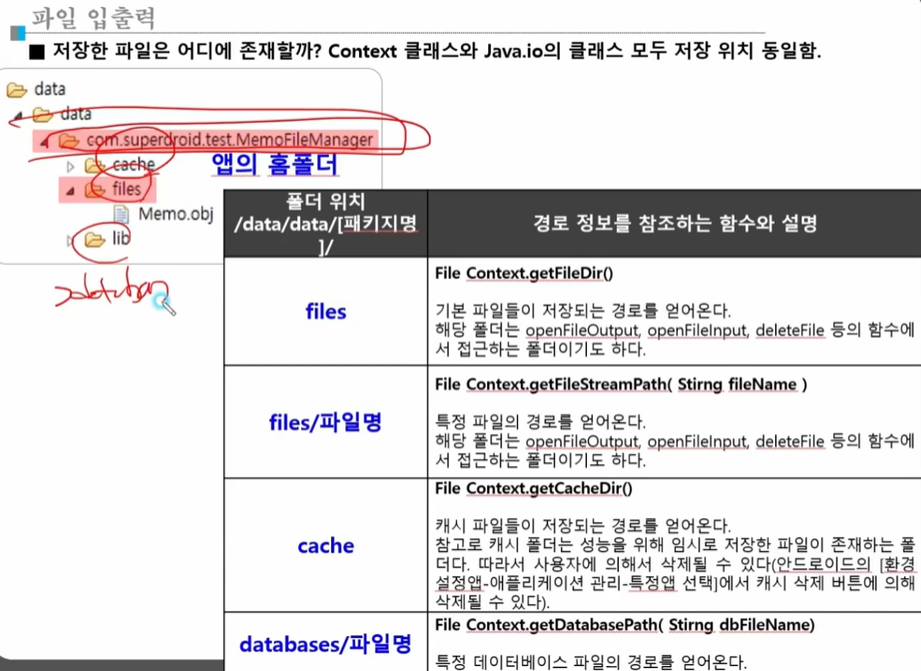 파일 입출력
■ 저장한 파일은 어디에 존재할까? Context 클래스와 Java.io의 클래스 모두 저장 위치 동일함.
data
data
com.superdroid.test.MemoFileManager
cache
앱의 홈폴더
files
Memo.obj
lib
폴더 위치
/data/data/[패키지명
]/
경로 정보를 참조하는 함수와 설명
files
File Context.getFileDir()
기본 파일들이 저장되는 경로를 얻어온다.
해당 폴더는 openFileOutput, openFileInput, deleteFile 등의 함수에
서 접근하는 폴더이기도 하다.
files/파일명
File Context.getFileStreamPath( Stirng fileName )
특정 파일의 경로를 얻어온다.
해당 폴더는 openFileOutput, openFileInput, deleteFile 등의 함수에
서 접근하는 폴더이기도 하다.
cache
File Context.getCacheDir()
캐시 파일들이 저장되는 경로를 얻어온다.
참고로 캐시 폴더는 성능을 위해 임시로 저장한 파일이 존재하는 폴
더다. 따라서 사용자에 의해서 삭제될 수 있다(안드로이드의 [환경
설정앱-애플리케이션 관리-특정앱 선택]에서 캐시 삭제 버튼에 의해
삭제될 수 있다).
databases/파일명
File Context.getDatabasePath( Stirng dbFileName)
특정 데이터베이스 파일의 경로를 얻어온다.